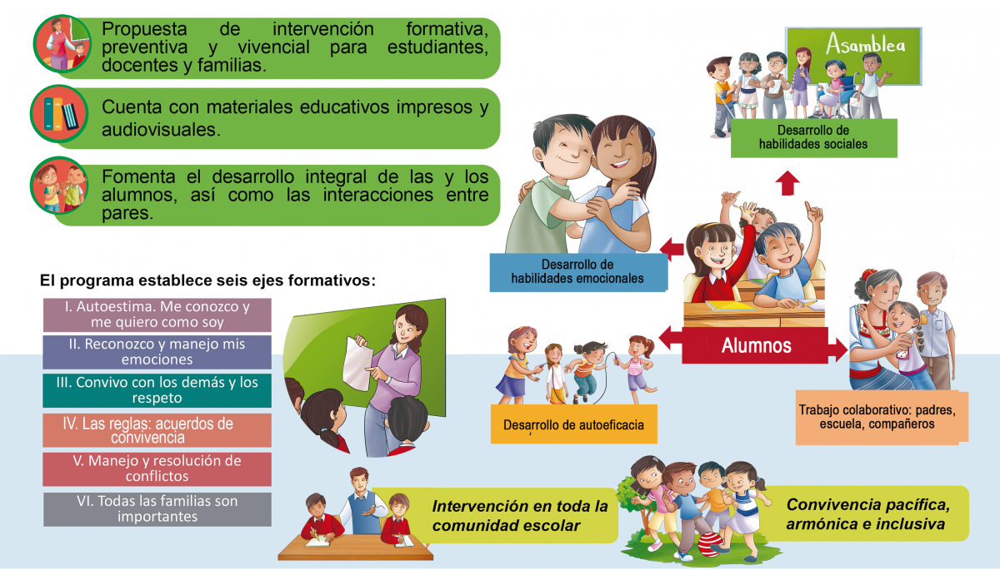 Propuesta de intervención formativa,
preventiva y vivencial para estudiantes,
docentes y familias.
Cuenta con materiales educativos impresos y
audiovisuales.
Fomenta el desarrollo integral de las y los
alumnos, así como las interacciones entre
pares.
Asamblea
Desarrollo de
habilidades sociales
Desarrollo de
habilidades emocionales
Alumnos
Desarrollo de autoeficacia
Trabajo colaborativo: padres,
escuela, compañeros
El programa establece seis ejes formativos:
I. Autoestima. Me conozco y
me quiero como soy
II. Reconozco y manejo mis
emociones
III. Convivo con los demás y los
respeto
IV. Las reglas: acuerdos de
convivencia
V. Manejo y resolución de
conflictos
VI. Todas las familias son
importantes
Intervención en toda la
comunidad escolar
Convivencia pacífica,
armónica e inclusiva